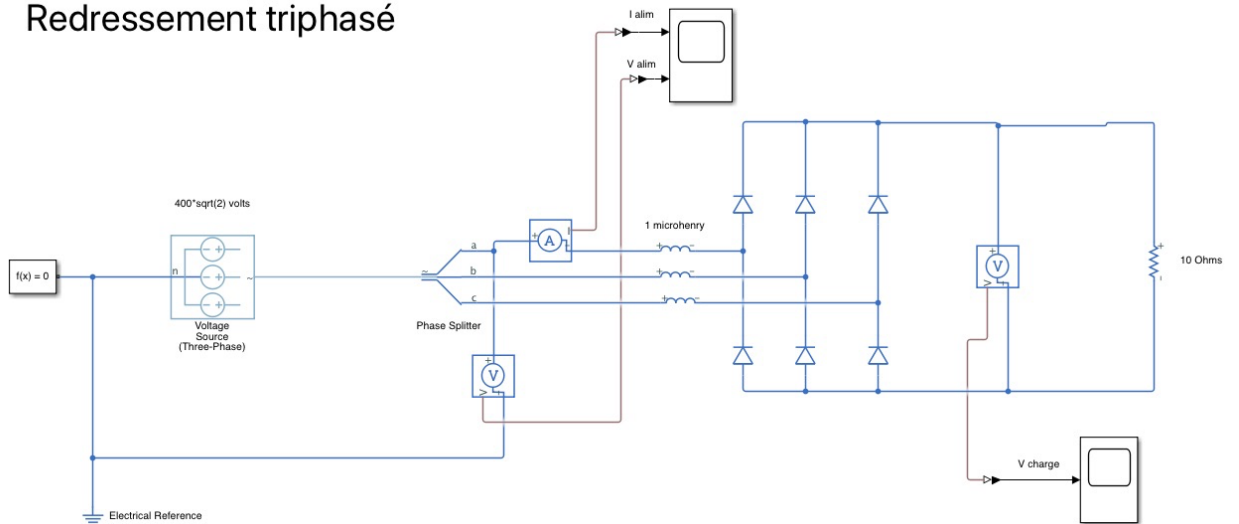 Redressement triphasé
I alim
V alim
400*sqrt(2) volts
1 microhenry
a
A
I
n
b
f(x) = 0
~
~
V
V
10 Ohms
c
Voltage
Source
(Three-Phase)
Phase Splitter
V
V
V charge
Electrical Reference